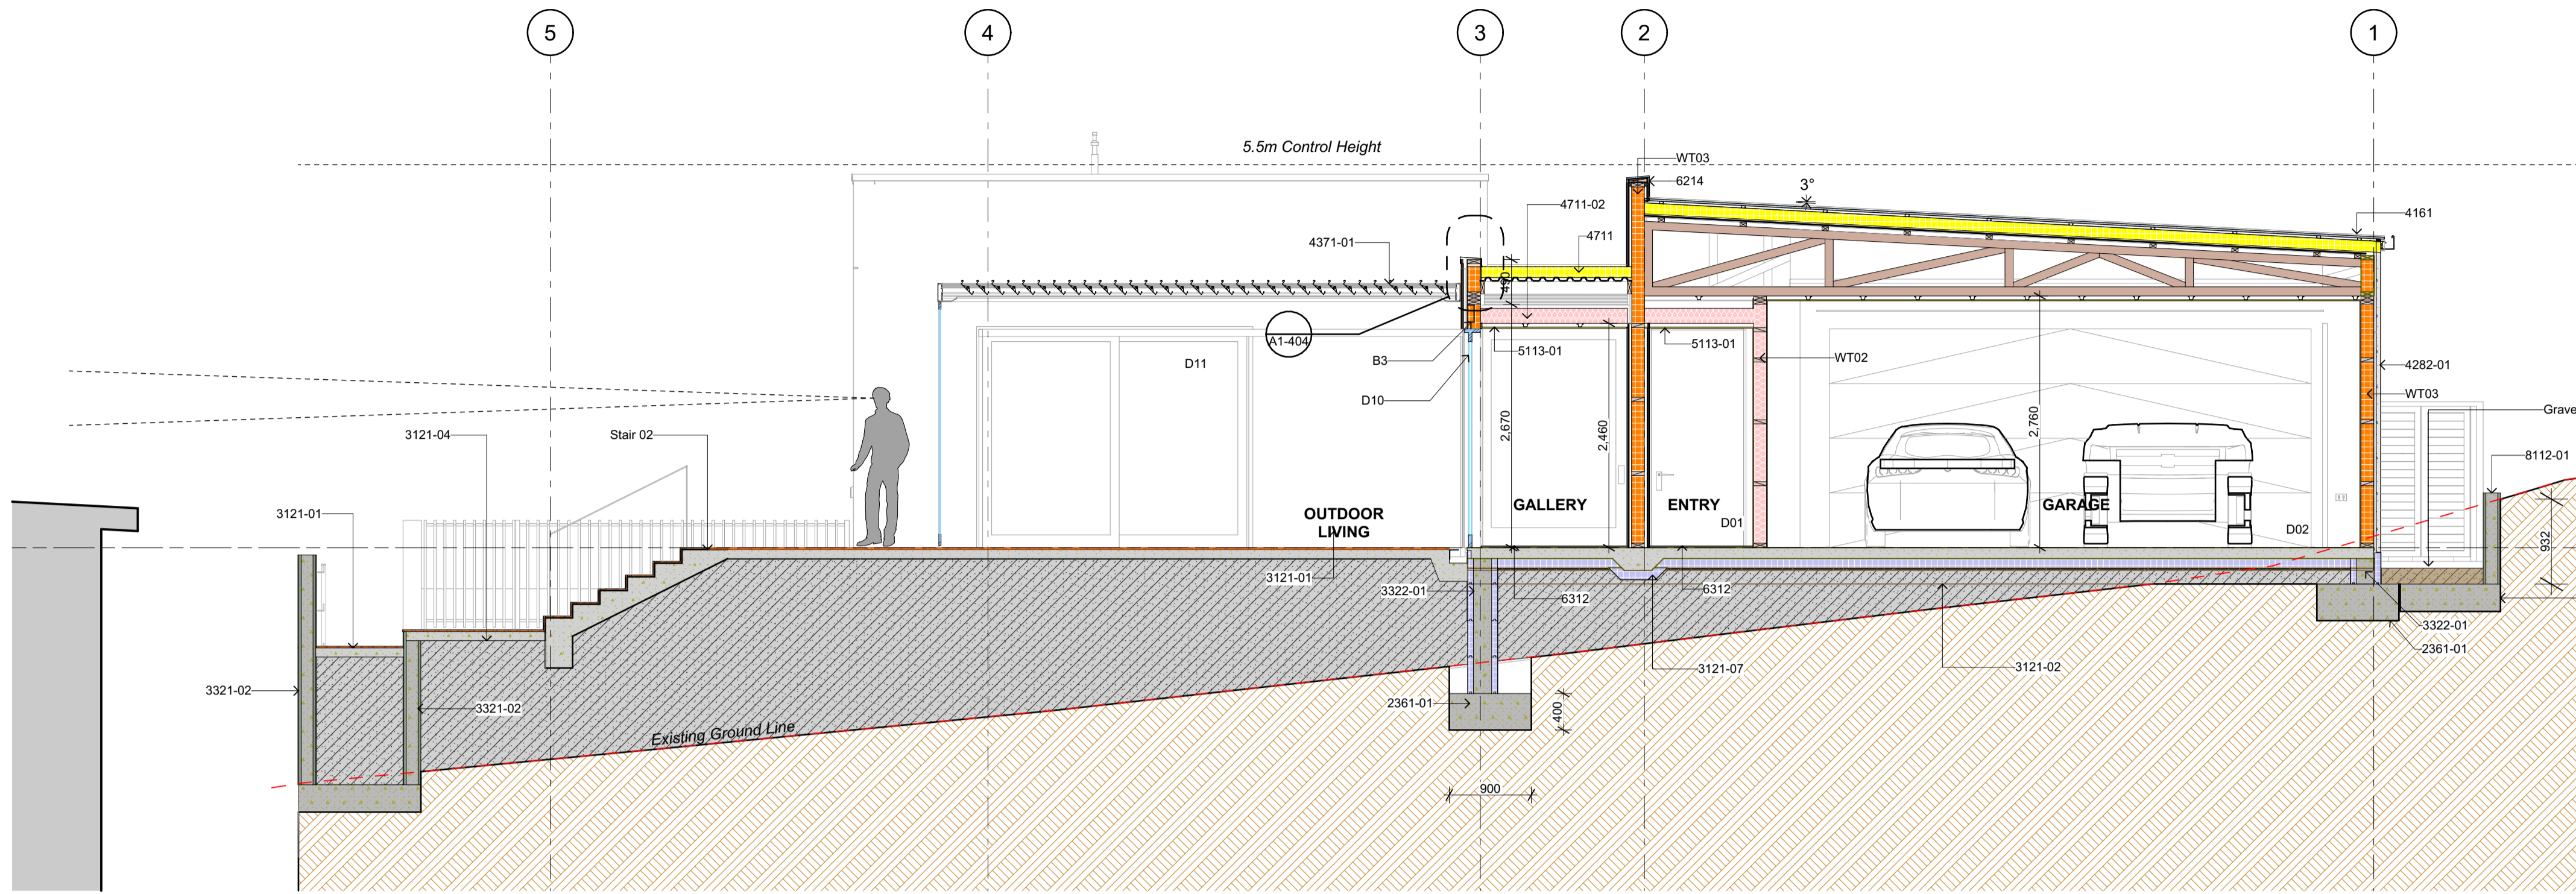 5
4
3
2
1
5.5m Control Height
WT03
6214
3°
4711-02
4161
4371-01
4711
490
A1-404
5113-01
5113-01
B3
D11
WT02
4282-01
D10
WT03
Grave
2,670
2,460
2,760
3121-04
Stair 02
8112-01
3121-01
OUTDOOR
LIVING
GALLERY
ENTRY
GARAGE
D01
D02
932
3121-01
3322-01
6312
6312
3322-01
2361-01
3121-07
3121-02
3321-02
3321-02
2361-01
400
Existing Ground Line
900